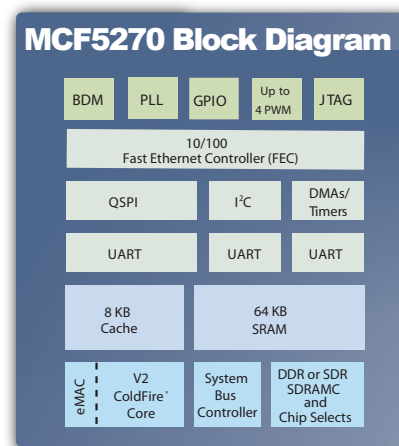 MCF5270 Block Diagram
BDM
PLL
GPIO
Up to
4 PWM
JTAG
10/100
Fast Ethernet Controller (FEC)
QSPI
I²C
DMAs/
Timers
UART
UART
UART
8 KB
Cache
64 KB
SRAM
eMAC
V2
ColdFire®
Core
System
Bus
Controller
DDR or SDR
SDRAMC
and
Chip Selects